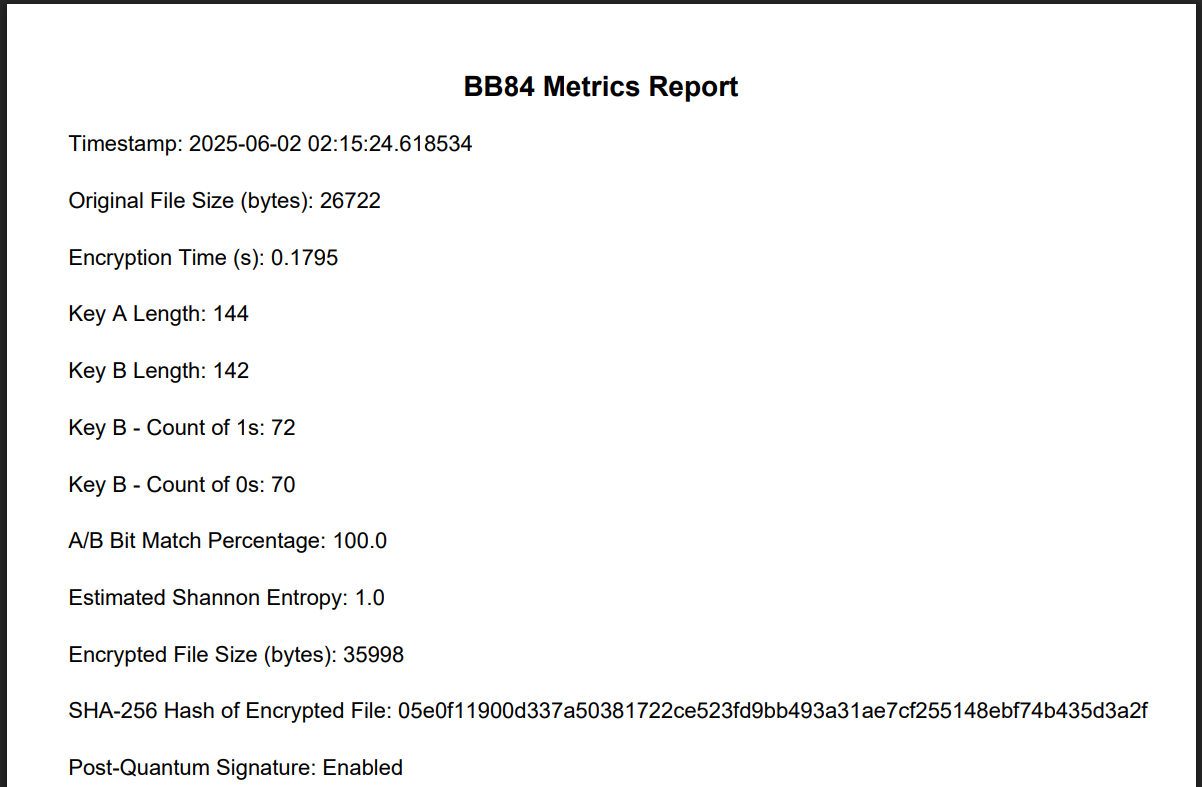 BB84 Metrics Report
Timestamp: 2025-06-02 02:15:24.618534
Original File Size (bytes): 26722
Encryption Time (s): 0.1795
Key A Length: 144
Key B Length: 142
Key B - Count of 1s: 72
Key B - Count of 0s: 70
A/B Bit Match Percentage: 100.0
Estimated Shannon Entropy: 1.0
Encrypted File Size (bytes): 35998
SHA-256 Hash of Encrypted File: 05e0f11900d337a50381722ce523fd9bb493a31ae7cf255148ebf74b435d3a2f
Post-Quantum Signature: Enabled